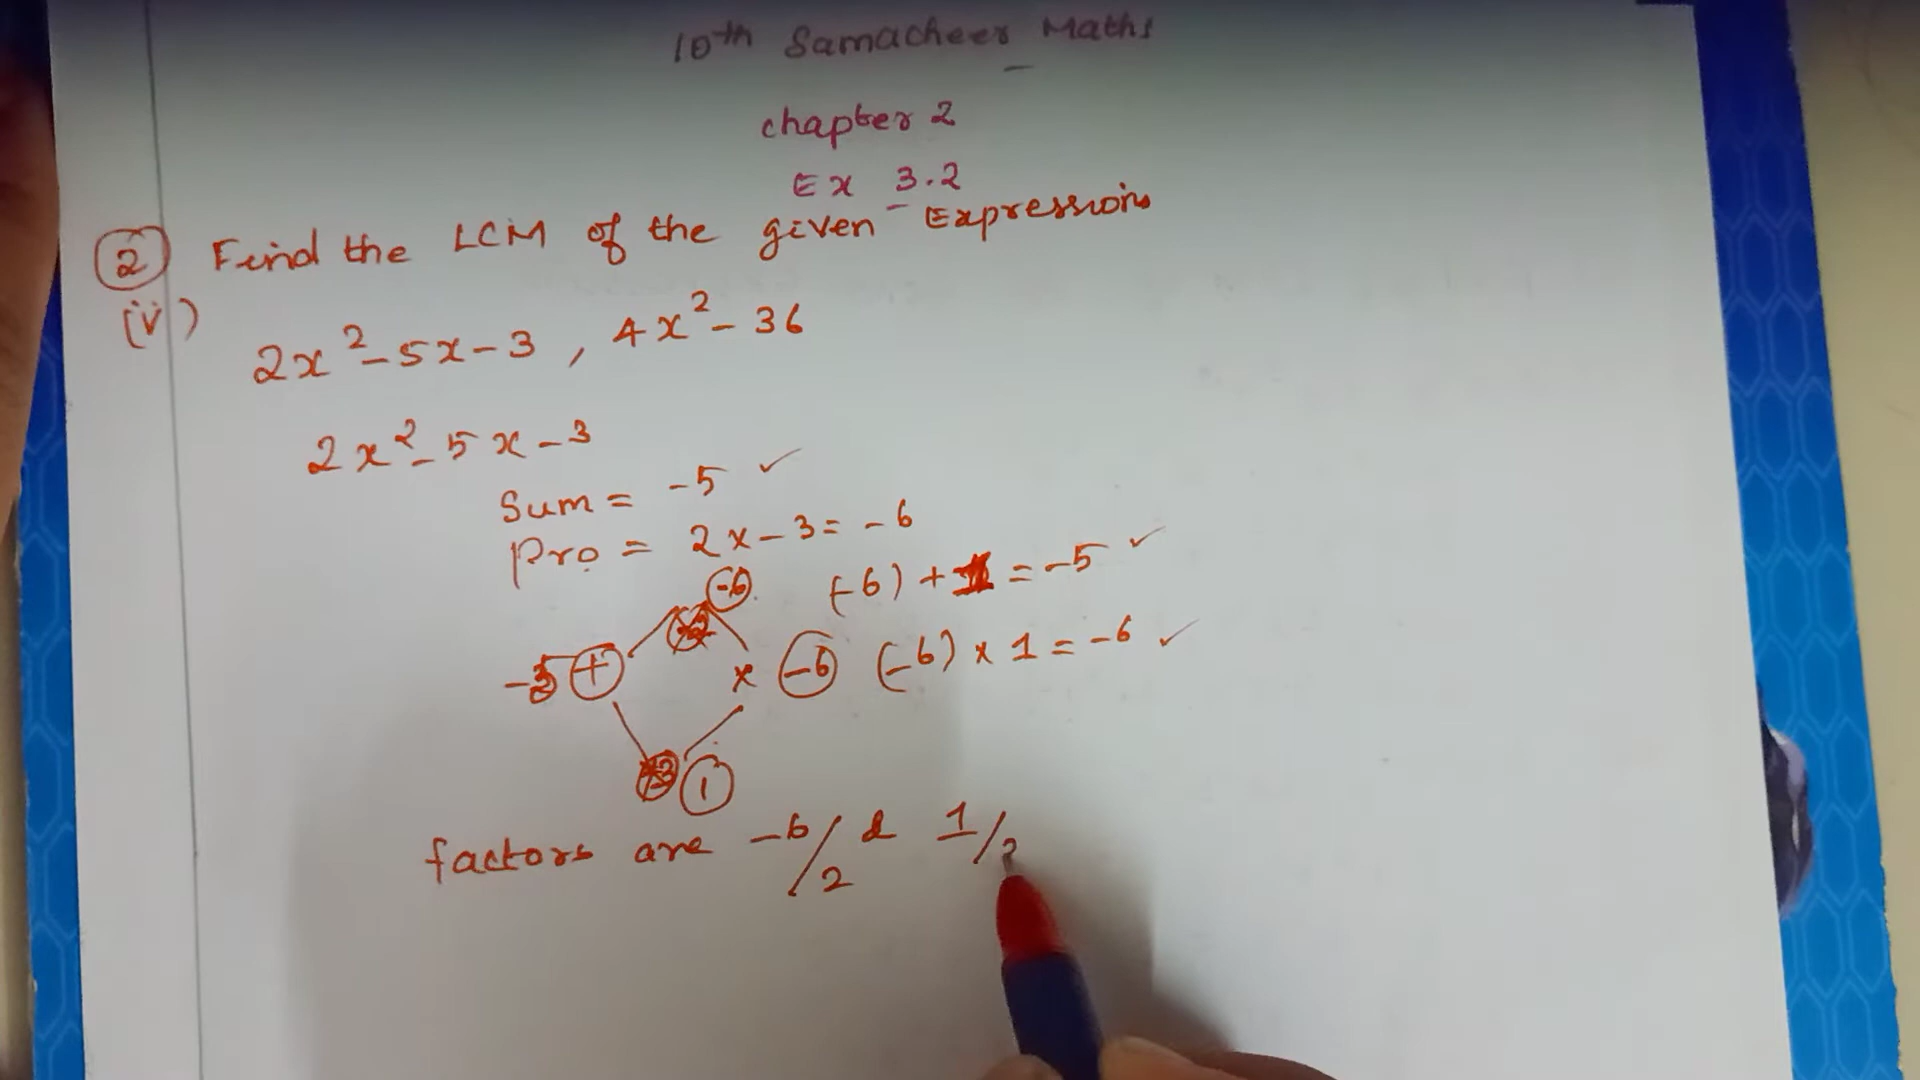 10th Samacheer Maths
chapter 2
Ex 3.2
② Find the LCM of the given Expressions
(v)
2x² - 5x - 3 , 4x² - 36
2x² - 5x - 3
Sum = -5 ✓
Pro = 2x - 3 = -6
-6 (-6) + 1 = -5 ✓
+ x -6 (-6) x 1 = -6 ✓
1
factors are -6/2 & 1/2